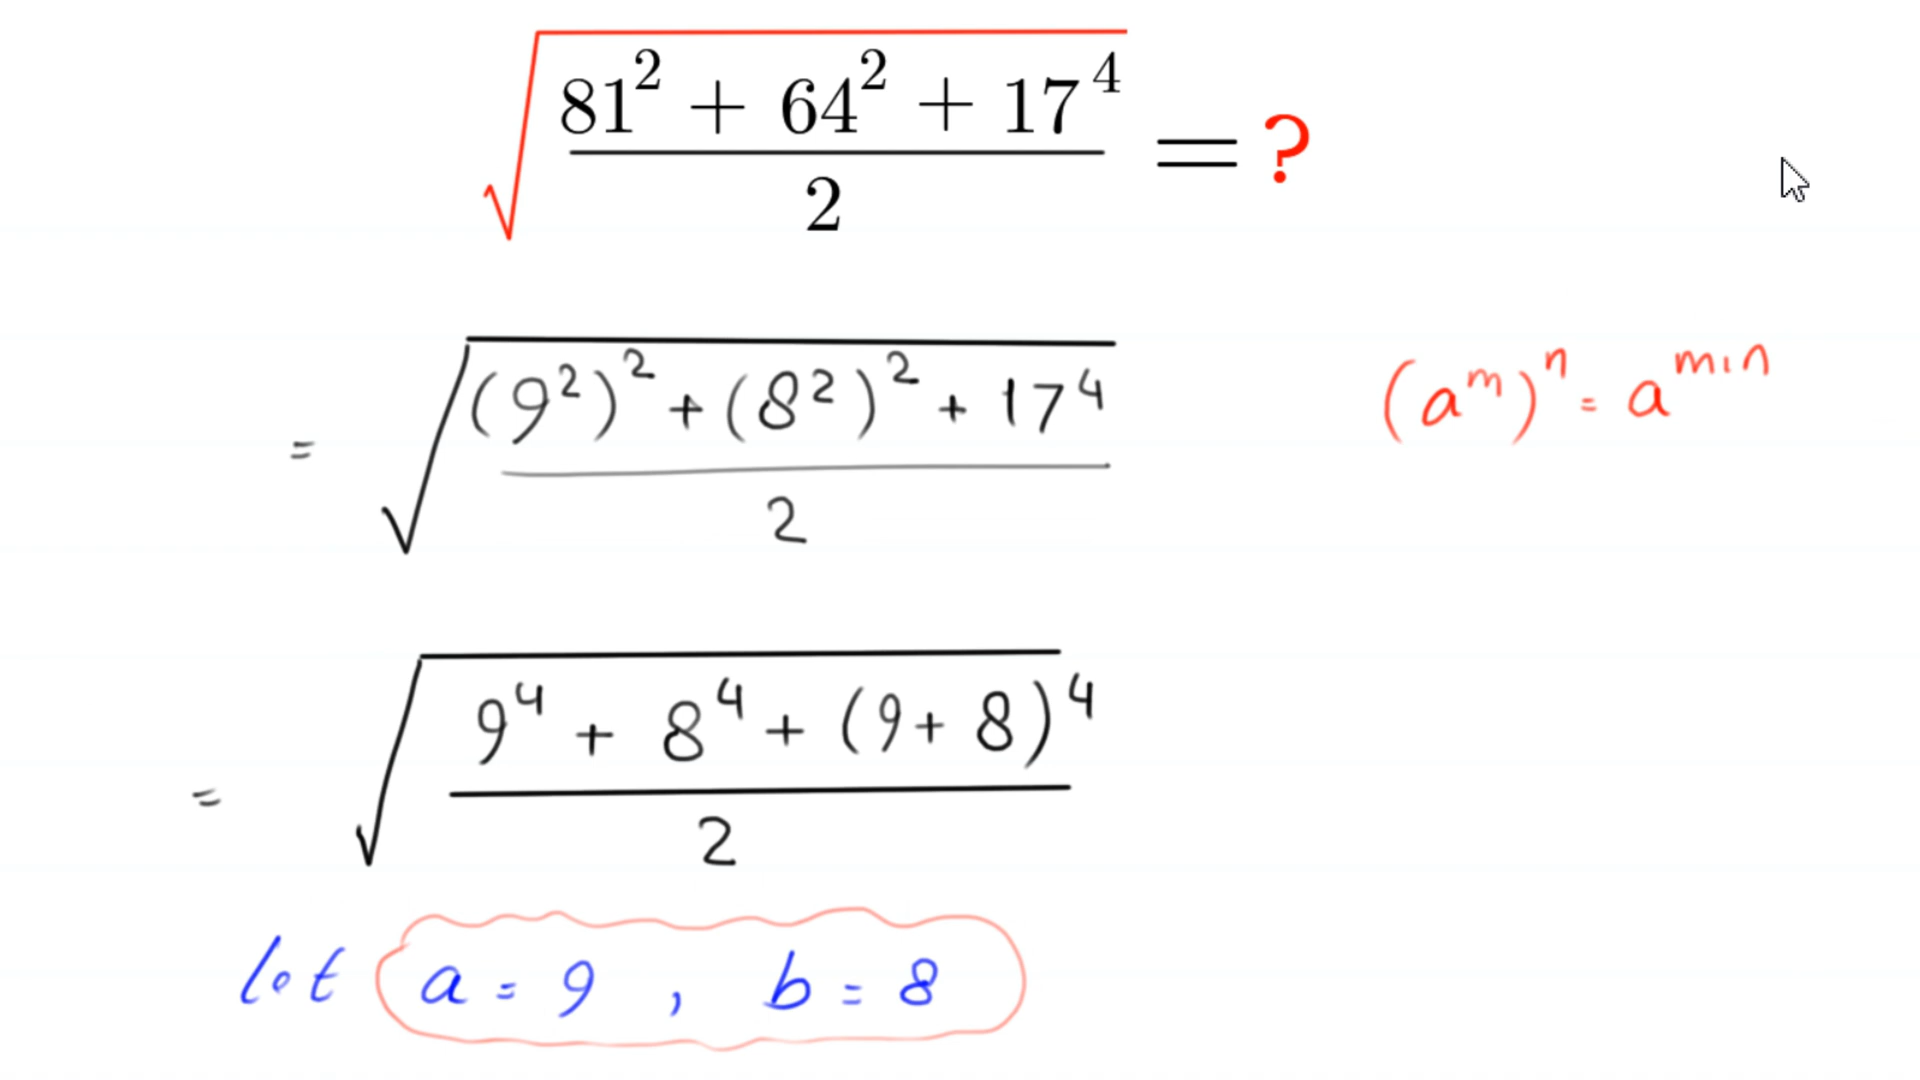 √((81² + 64² + 17⁴)/2) = ?
= √(((9²)² + (8²)² + 17⁴)/2) (aᵐ)ⁿ = aᵐ·ⁿ
= √((9⁴ + 8⁴ + (9+8)⁴)/2)
let a = 9 , b = 8